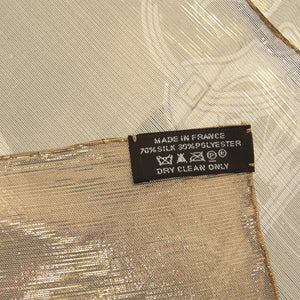 MADE IN FRANCE
70%SILK 30%POLYESTER
DRY CLEAN ONLY